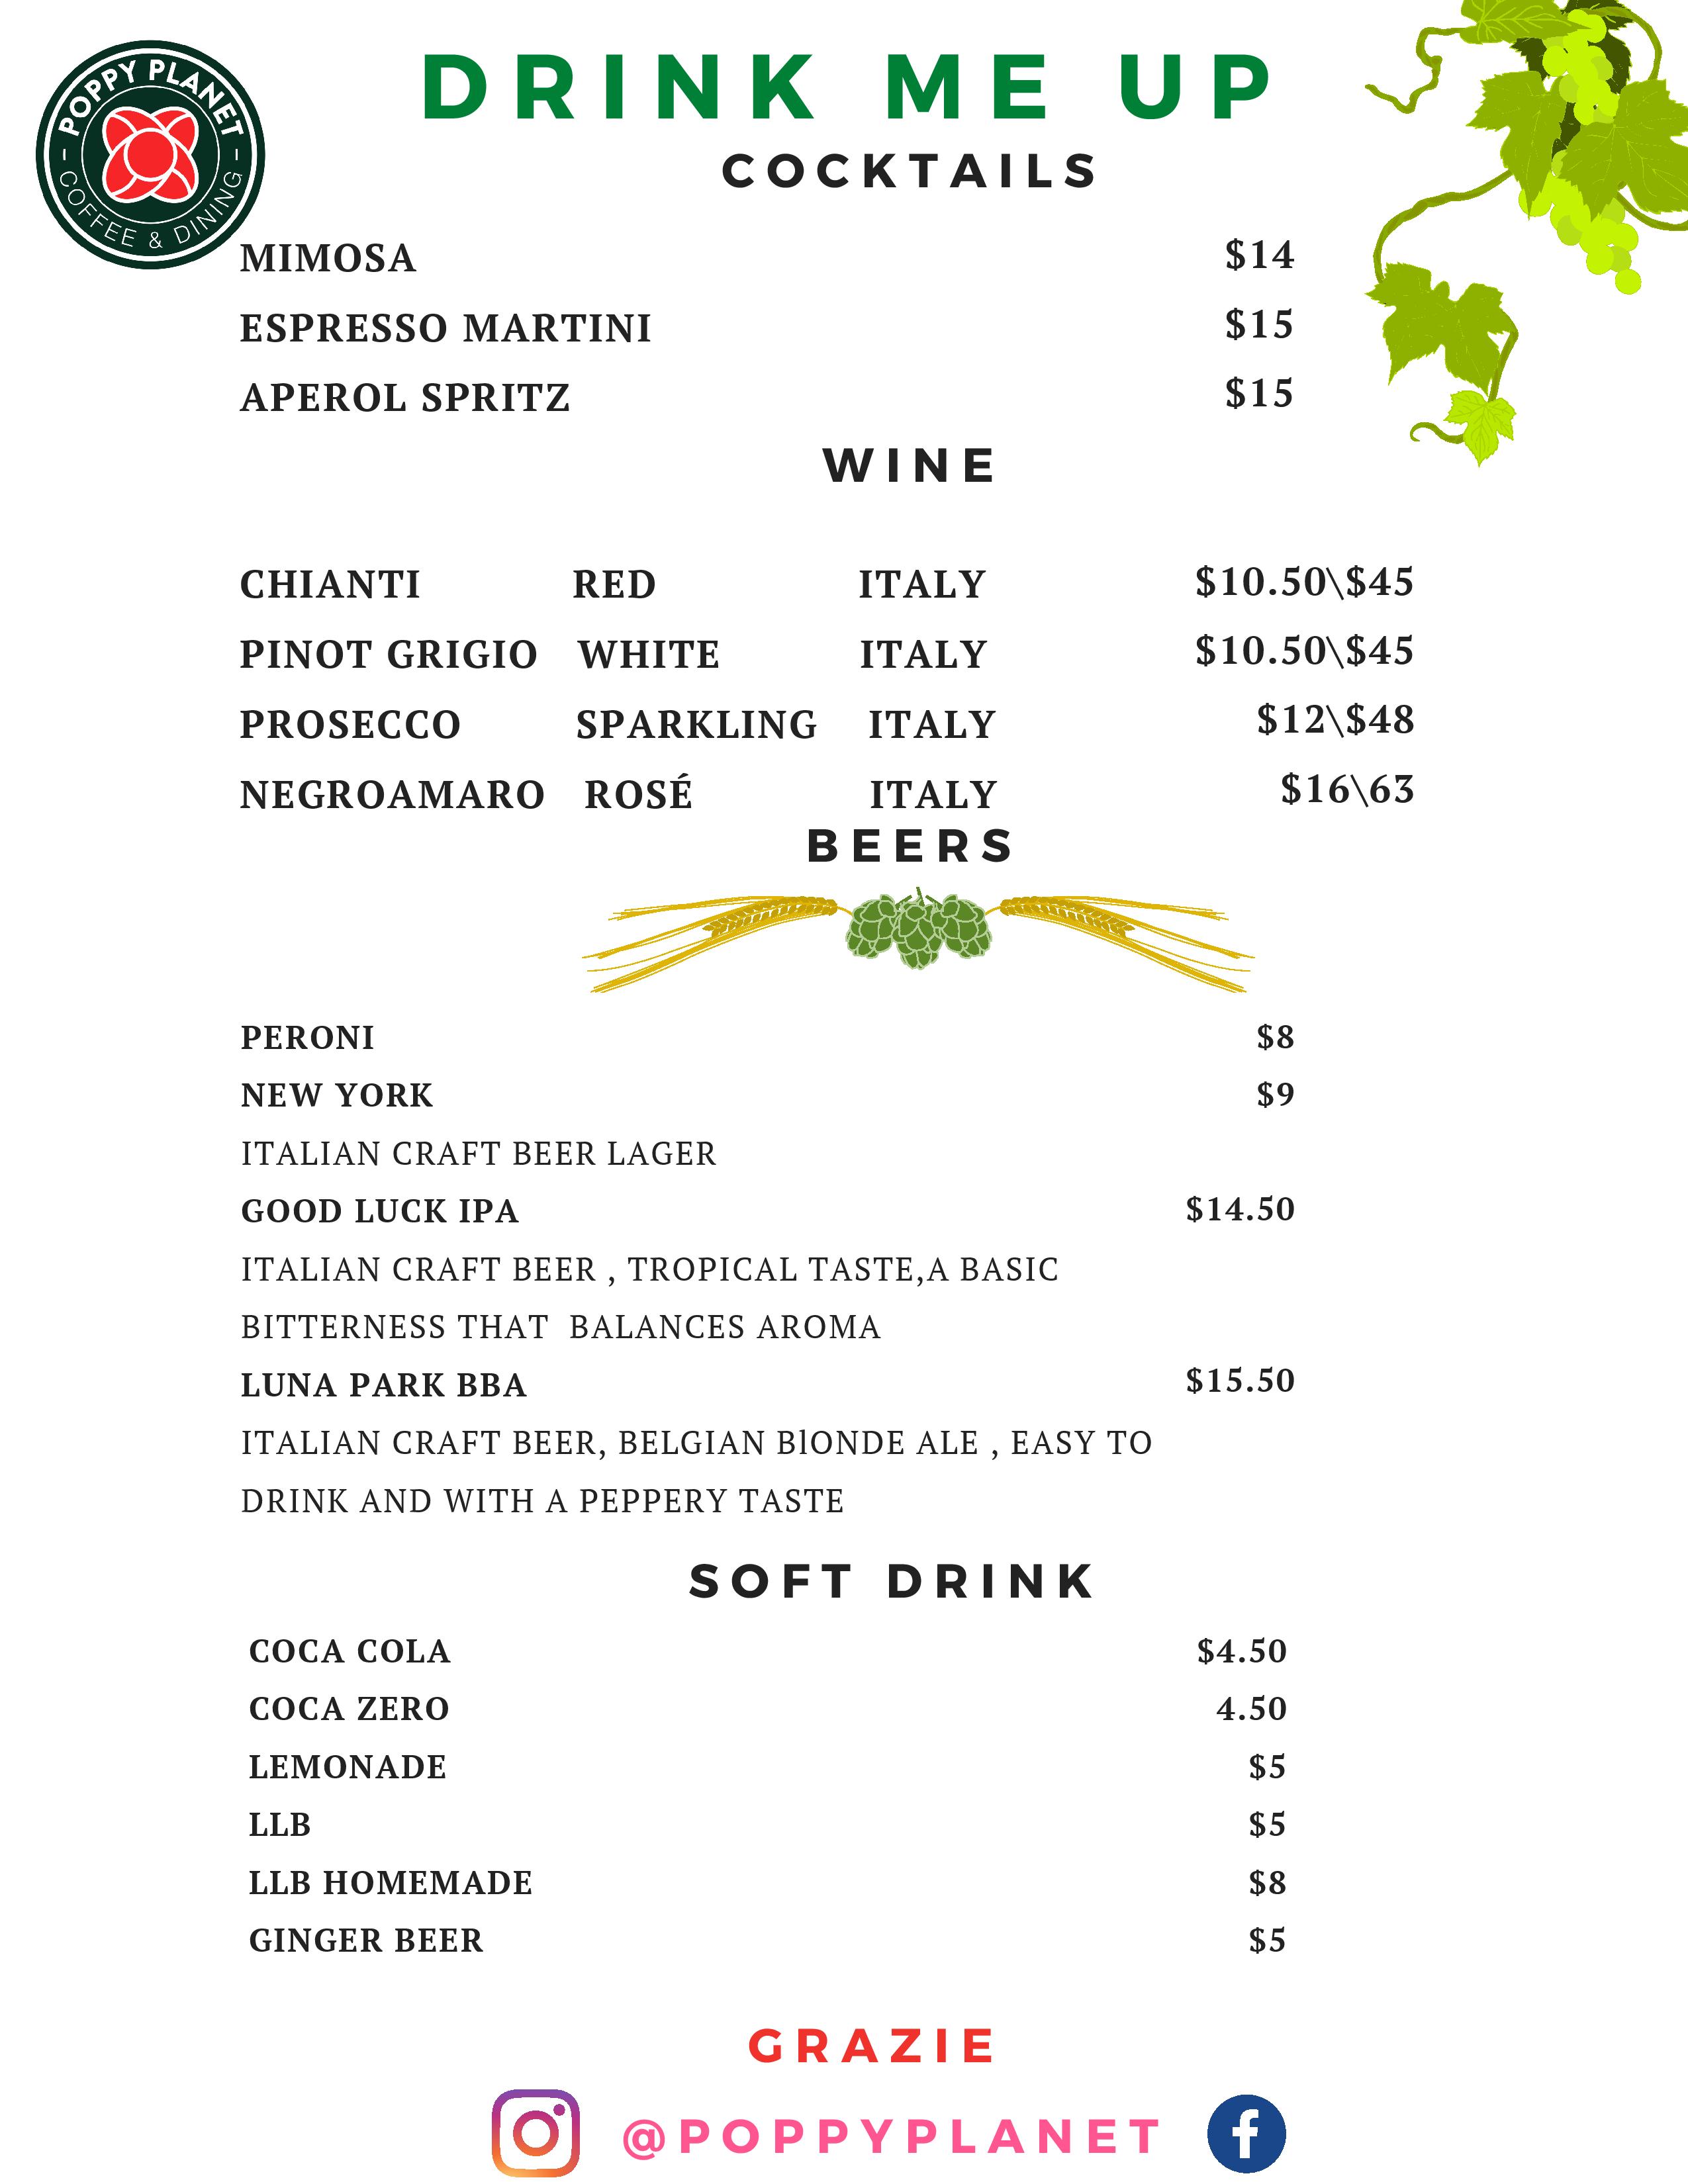 POPPY PLANET
- COFFEE & DINING -
DRINK ME UP
COCKTAILS
MIMOSA $14
ESPRESSO MARTINI $15
APEROL SPRITZ $15
WINE
CHIANTI RED ITALY $10.50\$45
PINOT GRIGIO WHITE ITALY $10.50\$45
PROSECCO SPARKLING ITALY $12\$48
NEGROAMARO ROSÉ ITALY $16\63
BEERS
PERONI $8
NEW YORK $9
ITALIAN CRAFT BEER LAGER
GOOD LUCK IPA $14.50
ITALIAN CRAFT BEER , TROPICAL TASTE,A BASIC
BITTERNESS THAT BALANCES AROMA
LUNA PARK BBA $15.50
ITALIAN CRAFT BEER, BELGIAN BlONDE ALE , EASY TO
DRINK AND WITH A PEPPERY TASTE
SOFT DRINK
COCA COLA $4.50
COCA ZERO 4.50
LEMONADE $5
LLB $5
LLB HOMEMADE $8
GINGER BEER $5
GRAZIE
@POPPYPLANET